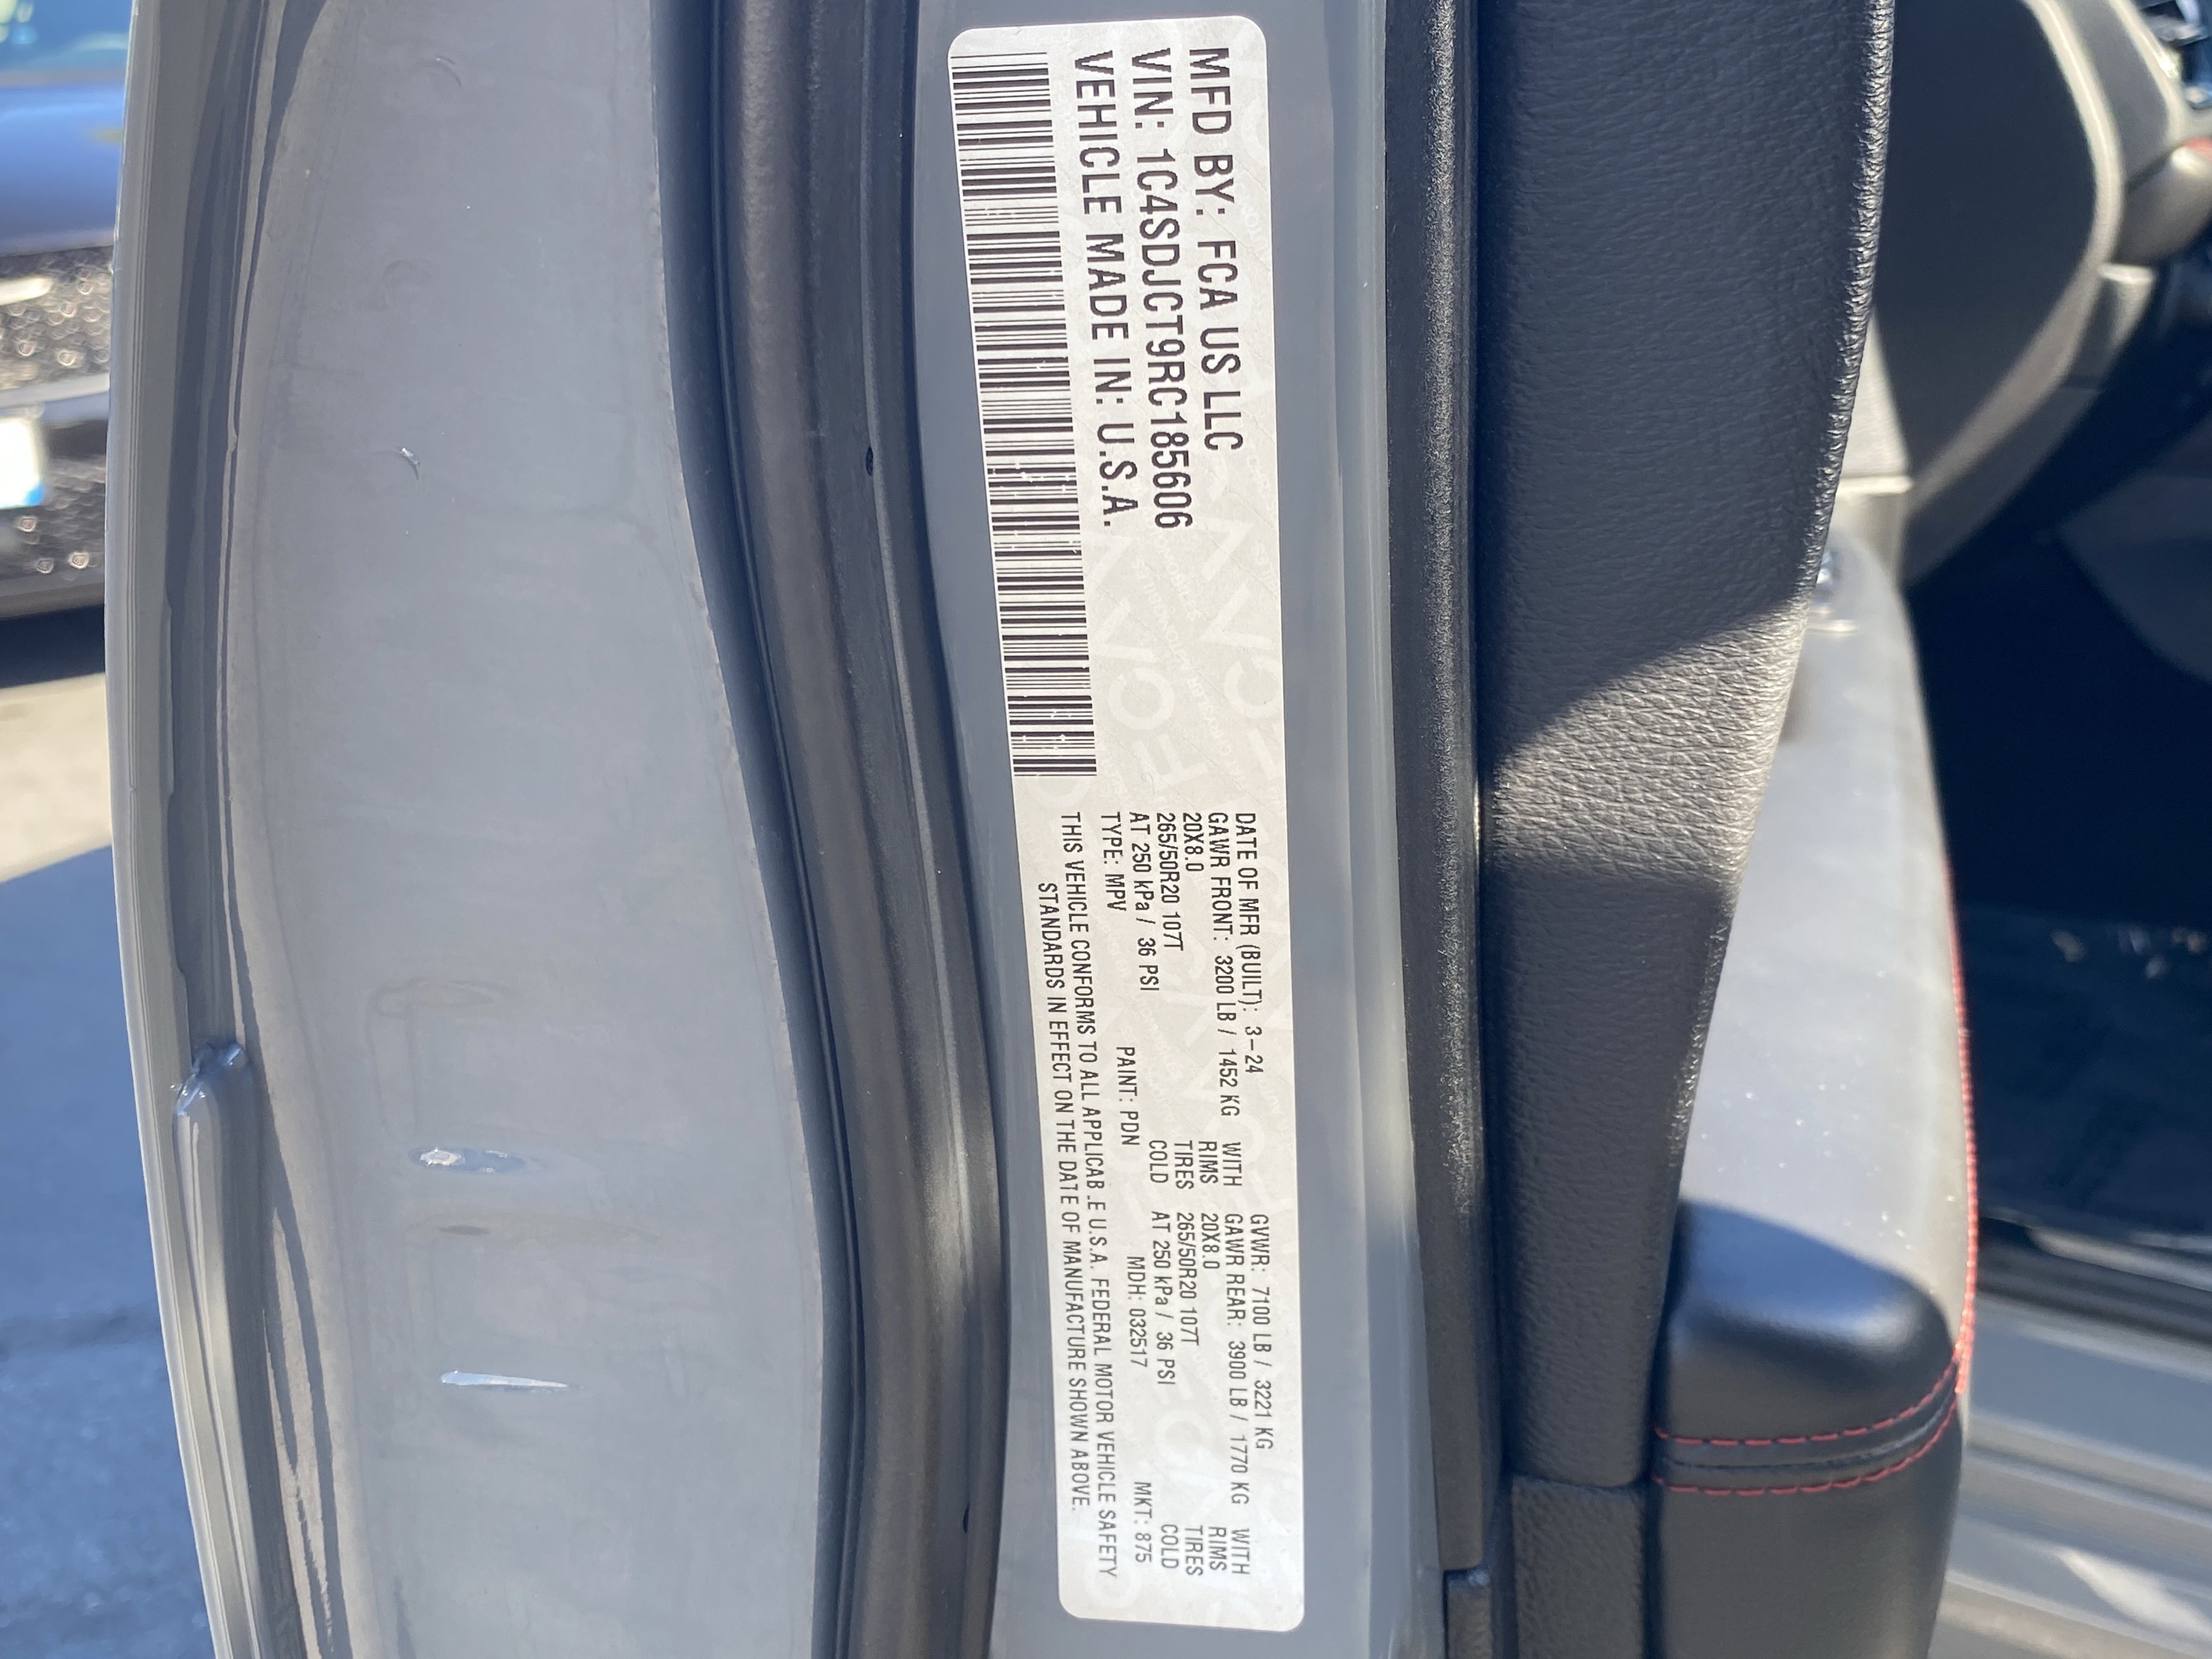 MFD BY: FCA US LLC
VIN: 1C4SDJCT9RC185606
VEHICLE MADE IN: U.S.A.
DATE OF MFR (BUILT): 3-24 GVWR: 7100 LB / 3221 KG
GAWR FRONT: 3200 LB / 1452 KG WITH GAWR REAR: 3900 LB / 1770 KG WITH
20X8.0 RIMS 20X8.0 RIMS
265/50R20 107T TIRES 265/50R20 107T TIRES
AT 250 kPa / 36 PSI COLD AT 250 kPa / 36 PSI COLD
TYPE: MPV PAINT: PDN MDH: 032517 MKT: 875
THIS VEHICLE CONFORMS TO ALL APPLICAB.E U.S.A. FEDERAL MOTOR VEHICLE SAFETY
STANDARDS IN EFFECT ON THE DATE OF MANUFACTURE SHOWN ABOVE.